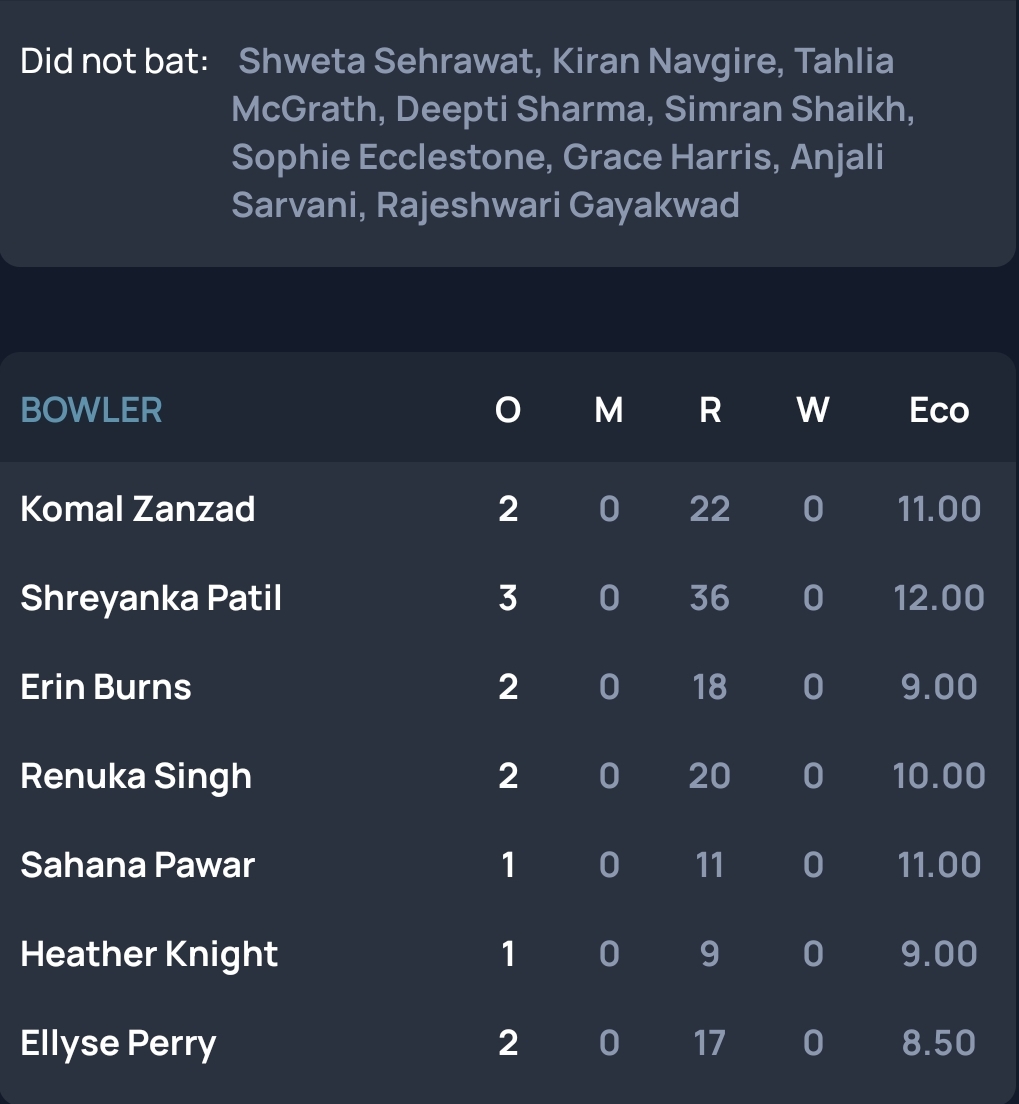 Did not bat: Shweta Sehrawat, Kiran Navgire, Tahlia
McGrath, Deepti Sharma, Simran Shaikh,
Sophie Ecclestone, Grace Harris, Anjali
Sarvani, Rajeshwari Gayakwad
BOWLER O M R W Eco
Komal Zanzad 2 0 22 0 11.00
Shreyanka Patil 3 0 36 0 12.00
Erin Burns 2 0 18 0 9.00
Renuka Singh 2 0 20 0 10.00
Sahana Pawar 1 0 11 0 11.00
Heather Knight 1 0 9 0 9.00
Ellyse Perry 2 0 17 0 8.50